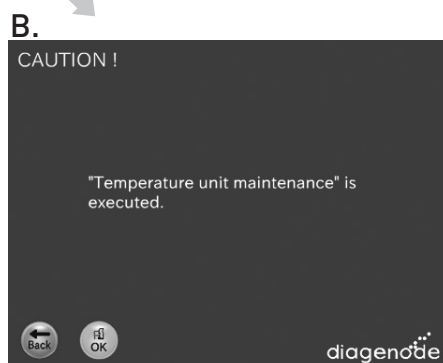 B.
CAUTION !
"Temperature unit maintenance" is
executed.
Back
OK
diagenode